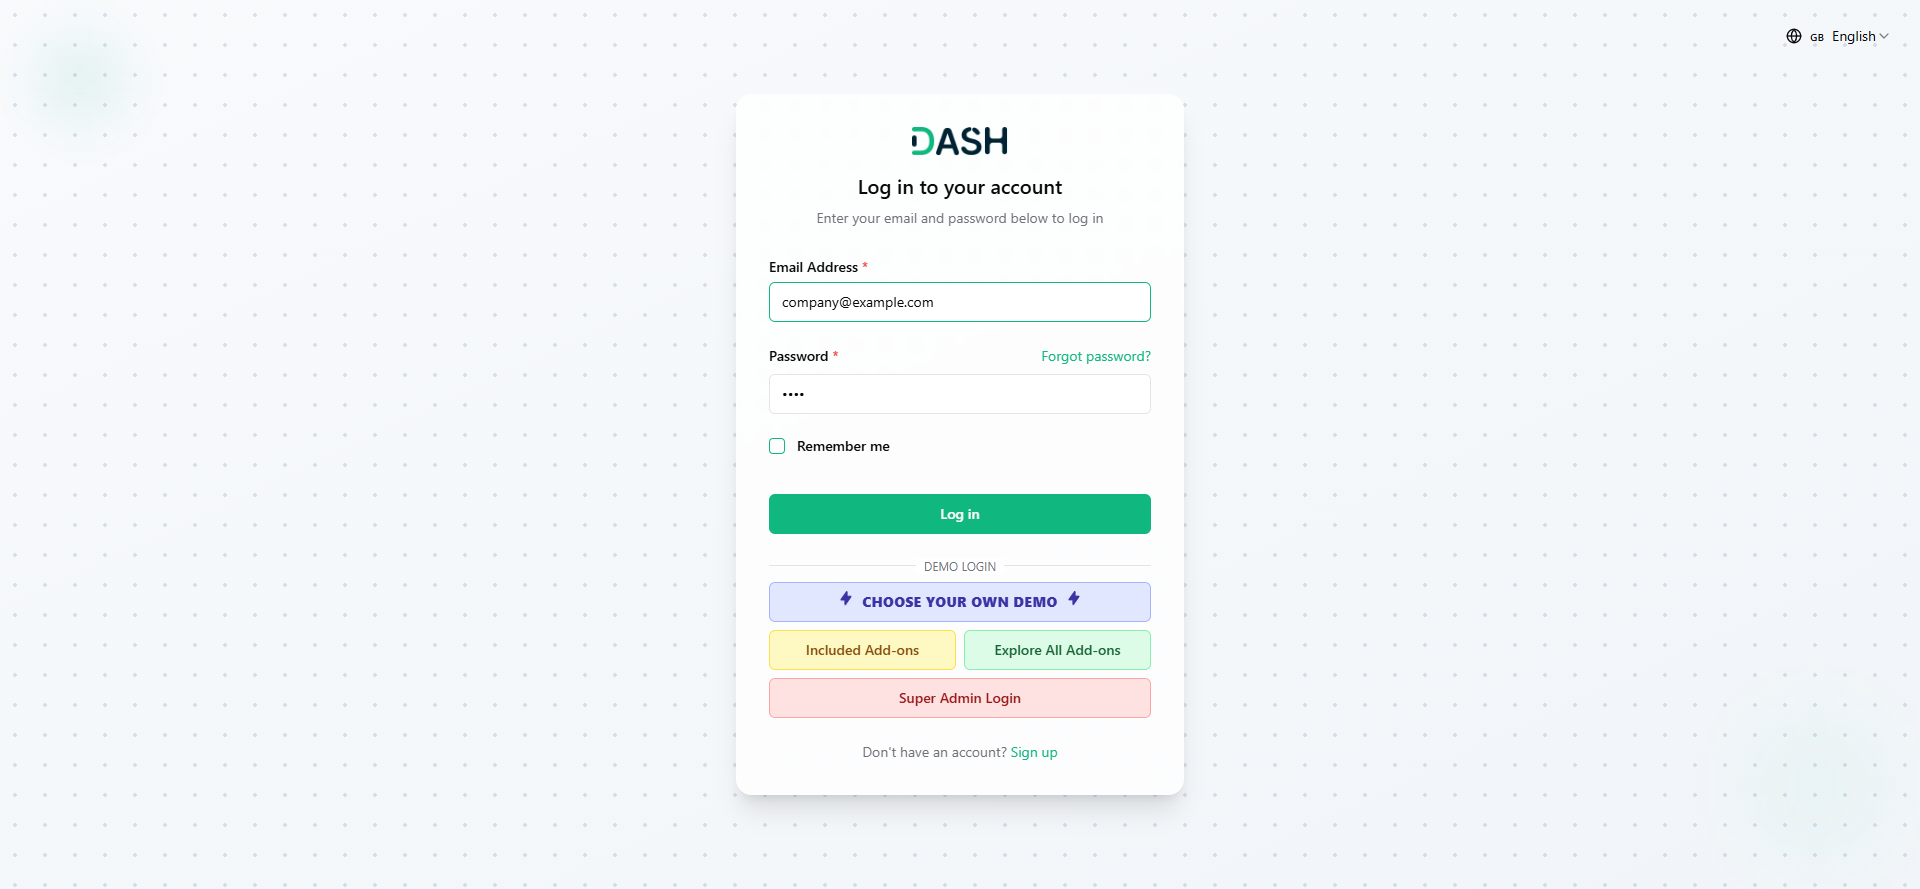 GB English
DASH
Log in to your account
Enter your email and password below to log in
Email Address *
company@example.com
Password * Forgot password?
••••
Remember me
Log in
DEMO LOGIN
CHOOSE YOUR OWN DEMO
Included Add-ons Explore All Add-ons
Super Admin Login
Don't have an account? Sign up